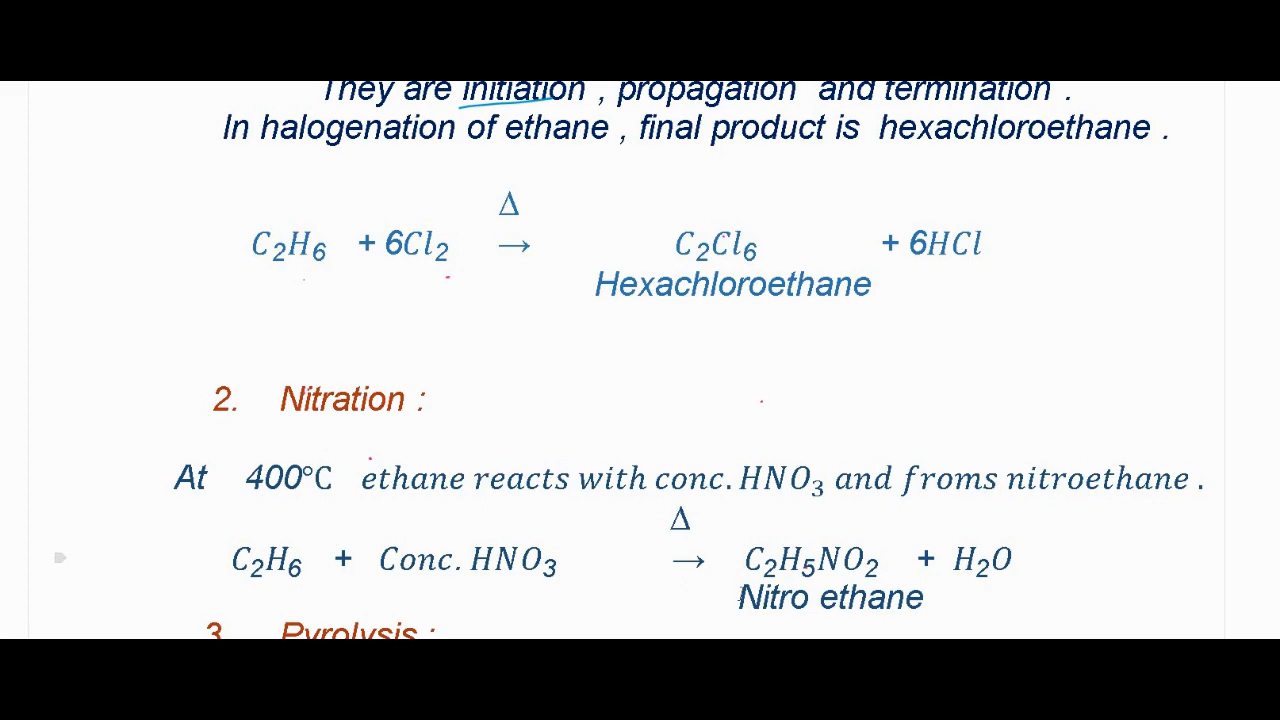 They are initiation , propagation and termination .
In halogenation of ethane , final product is hexachloroethane .
Δ
C₂H₆ + 6Cl₂ → C₂Cl₆ + 6HCl
Hexachloroethane
2. Nitration :
At 400°C ethane reacts with conc. HNO₃ and froms nitroethane .
Δ
C₂H₆ + Conc. HNO₃ → C₂H₅NO₂ + H₂O
Nitro ethane
3. Pyrolysis :